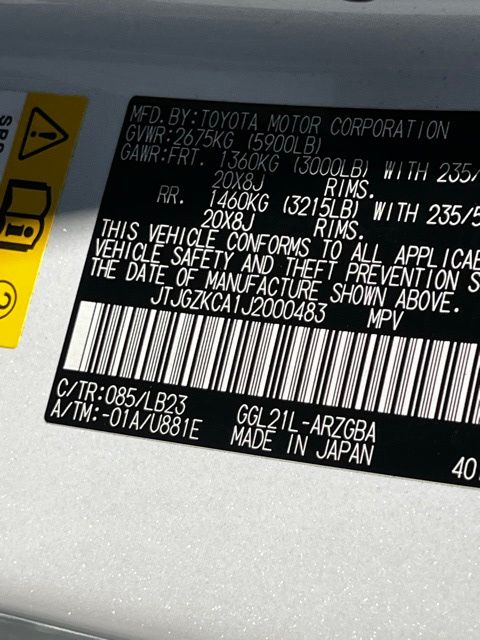 MFD.BY:TOYOTA MOTOR CORPORATION
GVWR:2675KG (5900LB)
GAWR:FRT. 1360KG (3000LB) WITH 235/
20X8J RIMS.
RR. 1460KG (3215LB) WITH 235/5
20X8J RIMS.
THIS VEHICLE CONFORMS TO ALL APPLICAB
VEHICLE SAFETY AND THEFT PREVENTION S
THE DATE OF MANUFACTURE SHOWN ABOVE.
JTJGZKCA1J2000483 MPV
C/TR:085/LB23 GGL21L-ARZGBA
A/TM:-01A/U881E MADE IN JAPAN
401